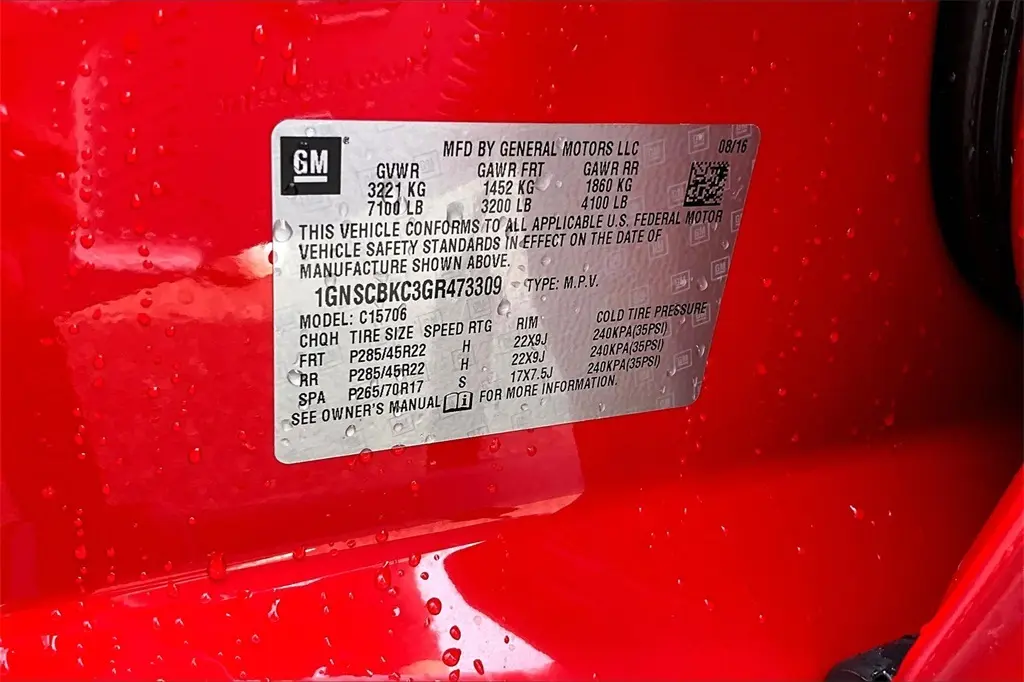 GM
MFD BY GENERAL MOTORS LLC 08/16
GVWR GAWR FRT GAWR RR
3221 KG 1452 KG 1860 KG
7100 LB 3200 LB 4100 LB
THIS VEHICLE CONFORMS TO ALL APPLICABLE U.S. FEDERAL MOTOR
VEHICLE SAFETY STANDARDS IN EFFECT ON THE DATE OF
MANUFACTURE SHOWN ABOVE.
1GNSCBKC3GR473309 TYPE: M.P.V.
MODEL: C15706
CHQH TIRE SIZE SPEED RTG RIM COLD TIRE PRESSURE
FRT P285/45R22 H 22X9J 240KPA(35PSI)
RR P285/45R22 H 22X9J 240KPA(35PSI)
SPA P265/70R17 S 17X7.5J 240KPA(35PSI)
SEE OWNER'S MANUAL FOR MORE INFORMATION.